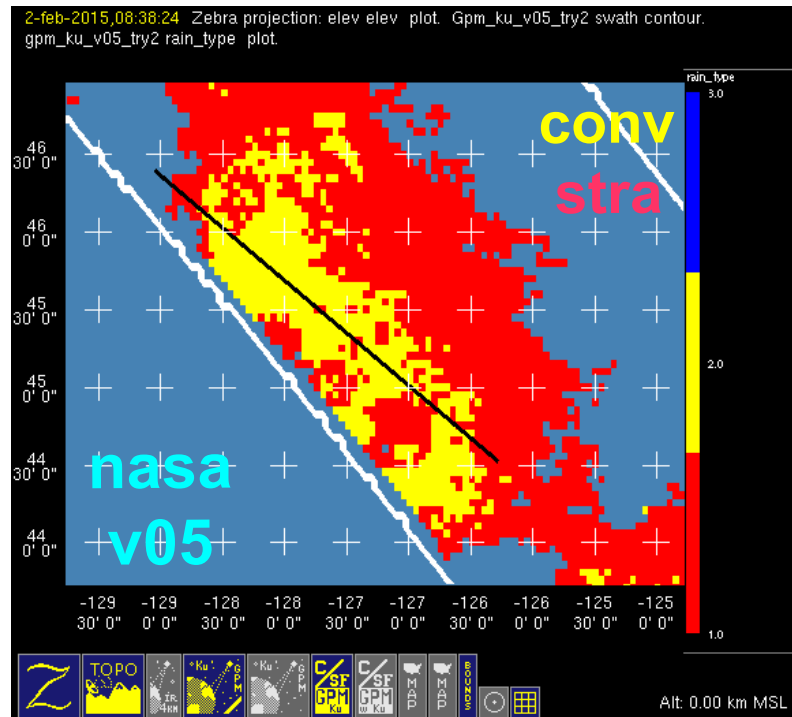 2-feb-2015,08:38:24 Zebra projection: elev elev plot. Gpm_ku_v05_try2 swath contour.
gpm_ku_v05_try2 rain_type plot.
rain_type
3.0
conv
46
30' 0"
stra
46
0' 0"
45
30' 0"
2.0
45
0' 0"
44
30' 0"
nasa
v05
44
0' 0"
1.0
-129 -129 -128 -128 -127 -127 -126 -126 -125 -125
30' 0" 0' 0" 30' 0" 0' 0" 30' 0" 0' 0" 30' 0" 0' 0" 30' 0" 0' 0"
Z
TOPO
IR
4KM
"Ku"
GPM
"Ku"
GPM
C/SF
GPM
Ku
C/SF
GPM
w Ku
MAP
MAP
BOUNDS
Alt: 0.00 km MSL